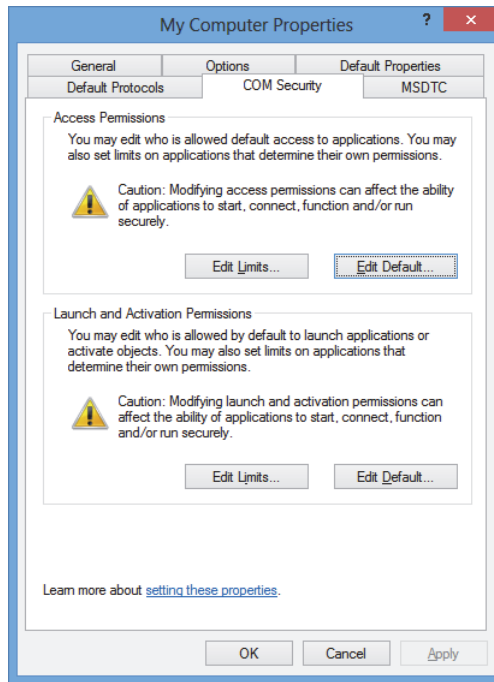 My Computer Properties
?
×
General
Options
Default Properties
Default Protocols
COM Security
MSDTC
Access Permissions
You may edit who is allowed default access to applications. You may
also set limits on applications that determine their own permissions.
Caution: Modifying access permissions can affect the ability
of applications to start, connect, function and/or run
securely.
Edit Limits...
Edit Default...
Launch and Activation Permissions
You may edit who is allowed by default to launch applications or
activate objects. You may also set limits on applications that
determine their own permissions.
Caution: Modifying launch and activation permissions can
affect the ability of applications to start, connect, function
and/or run securely.
Edit Limits...
Edit Default...
Learn more about setting these properties.
OK
Cancel
Apply